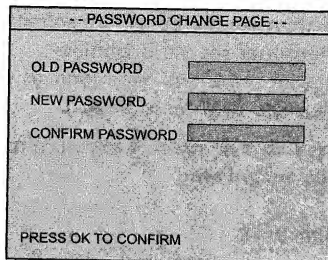 - - PASSWORD CHANGE PAGE - -
OLD PASSWORD
NEW PASSWORD
CONFIRM PASSWORD
PRESS OK TO CONFIRM